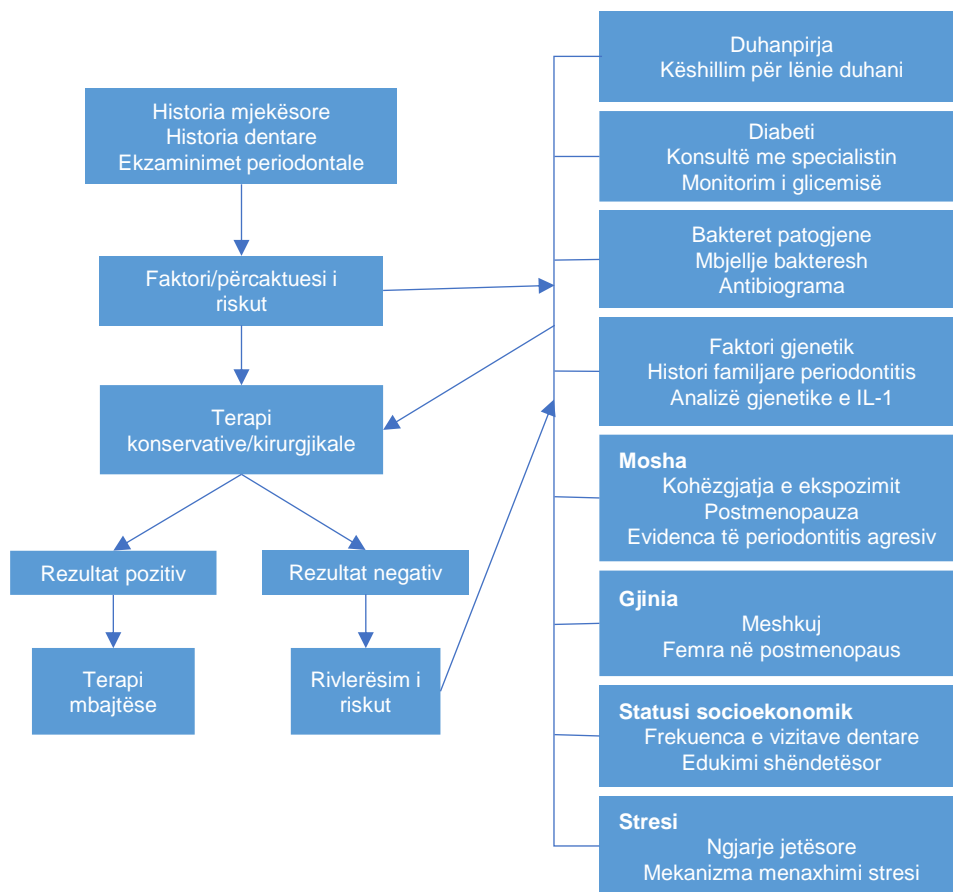 Historia mjekësore
Historia dentare
Ekzaminimet periodontale
Faktori/përcaktuesi i
riskut
Terapi
konservative/kirurgjikale
Rezultat pozitiv
Rezultat negativ
Terapi
mbajtëse
Rivlerësim i
riskut
Duhanpirja
Këshillim për lënie duhani
Diabeti
Konsultë me specialistin
Monitorim i glicemisë
Bakteret patogjene
Mbjellje bakteresh
Antibiograma
Faktori gjenetik
Histori familjare periodontitis
Analizë gjenetike e IL-1
Mosha
Kohëzgjatja e ekspozimit
Postmenopauza
Evidenca të periodontitis agresiv
Gjinia
Meshkuj
Femra në postmenopaus
Statusi socioekonomik
Frekuenca e vizitave dentare
Edukimi shëndetësor
Stresi
Ngjarje jetësore
Mekanizma menaxhimi stresi